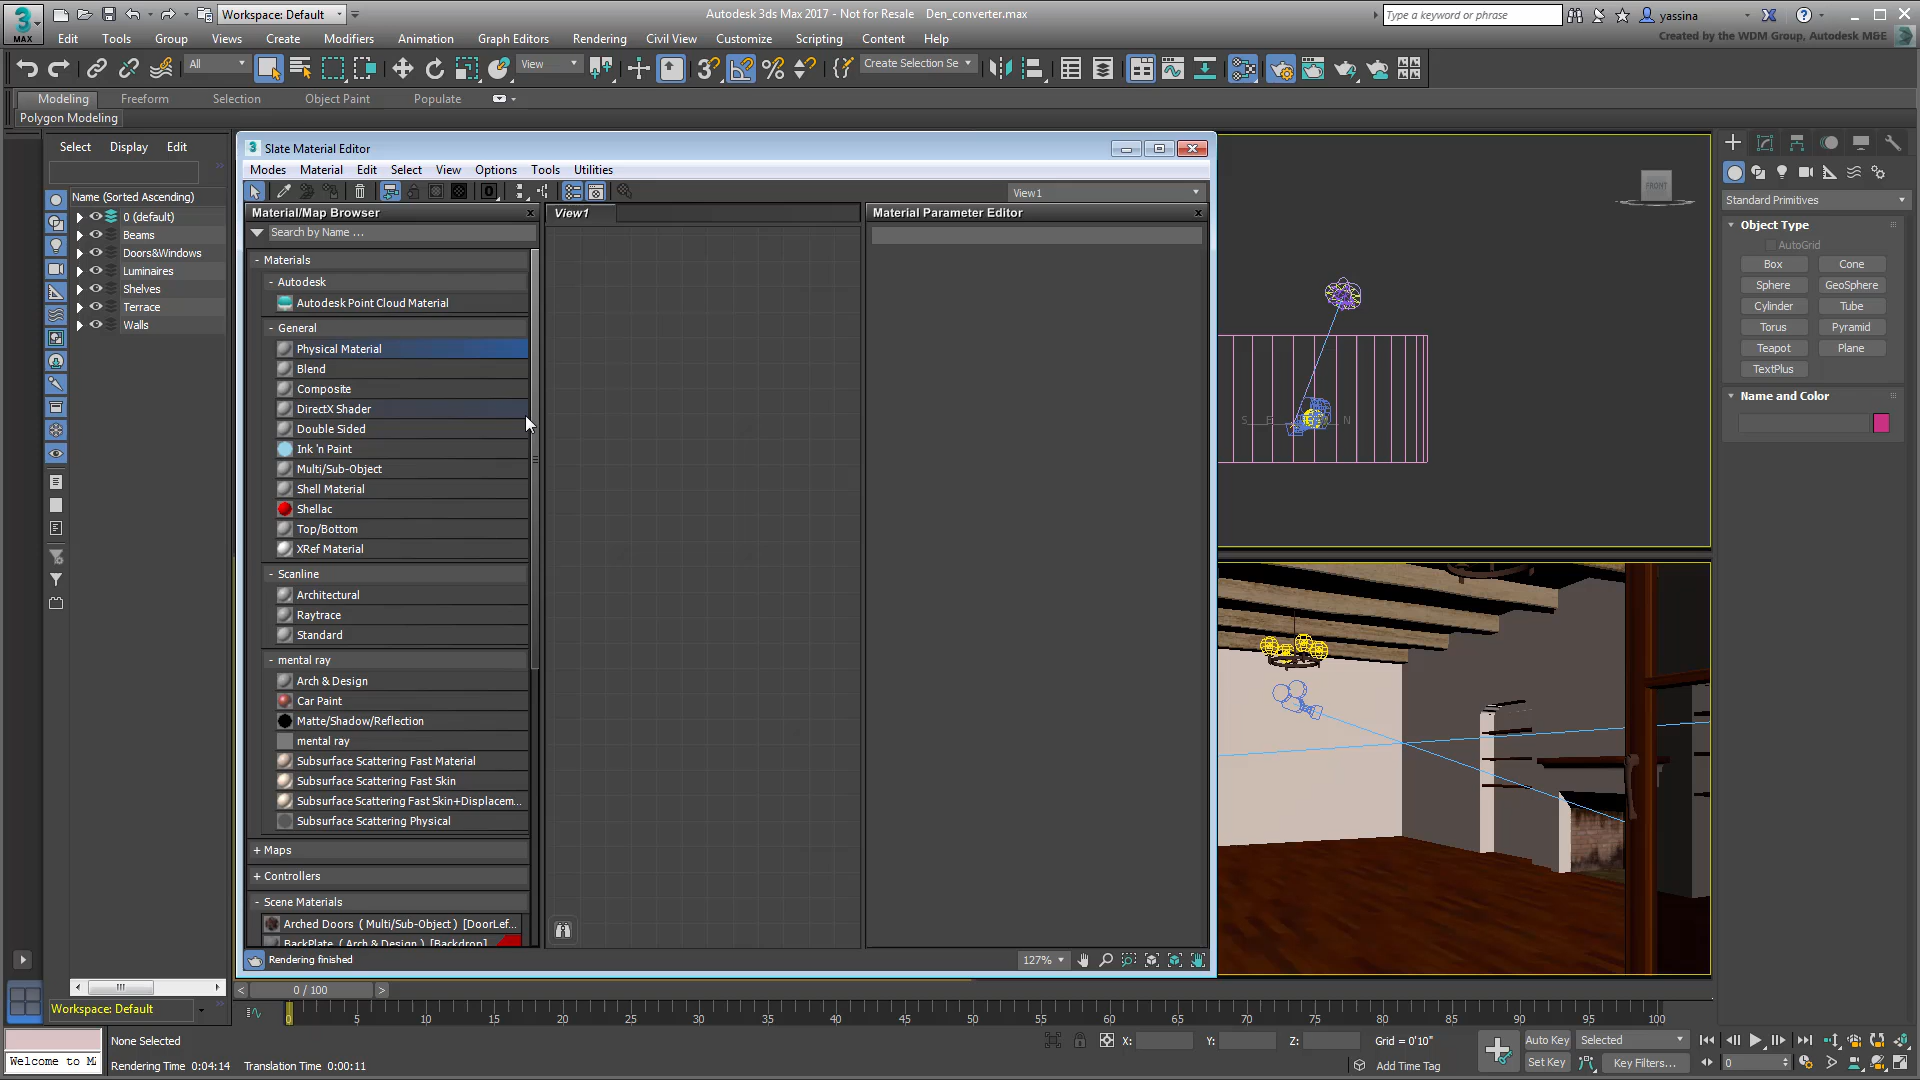 Workspace: Default
Autodesk 3ds Max 2017 - Not for Resale    Den_converter.max
Type a keyword or phrase
yassina
MAX
Edit Tools Group Views Create Modifiers Animation Graph Editors Rendering Civil View Customize Scripting Content Help
Created by the WDM Group, Autodesk M&E
All
View
Create Selection Se
Modeling Freeform Selection Object Paint Populate
Polygon Modeling
Select Display Edit
Name (Sorted Ascending)
0 (default)
Beams
Doors&Windows
Luminaires
Shelves
Terrace
Walls
3 Slate Material Editor
Modes Material Edit Select View Options Tools Utilities
View1
Material/Map Browser
View1
Material Parameter Editor
Search by Name ...
- Materials
- Autodesk
Autodesk Point Cloud Material
- General
Physical Material
Blend
Composite
DirectX Shader
Double Sided
Ink 'n Paint
Multi/Sub-Object
Shell Material
Shellac
Top/Bottom
XRef Material
- Scanline
Architectural
Raytrace
Standard
- mental ray
Arch & Design
Car Paint
Matte/Shadow/Reflection
mental ray
Subsurface Scattering Fast Material
Subsurface Scattering Fast Skin
Subsurface Scattering Fast Skin+Displacem...
Subsurface Scattering Physical
+ Maps
+ Controllers
- Scene Materials
Arched Doors ( Multi/Sub-Object ) [DoorLef...
BackPlate ( Arch & Design ) [Backdrop]
Rendering finished
127%
FRONT
Standard Primitives
Object Type
AutoGrid
Box Cone
Sphere GeoSphere
Cylinder Tube
Torus Pyramid
Teapot Plane
TextPlus
Name and Color
< 0 / 100 >
Workspace: Default
0 5 10 15 20 25 30 35 40 45 50 55 60 65 70 75 80 85 90 95 100
None Selected
X: Y: Z: Grid = 0'10"
Auto Key Selected
Welcome to M
Rendering Time 0:04:14 Translation Time 0:00:11
Add Time Tag
Set Key Key Filters...
0